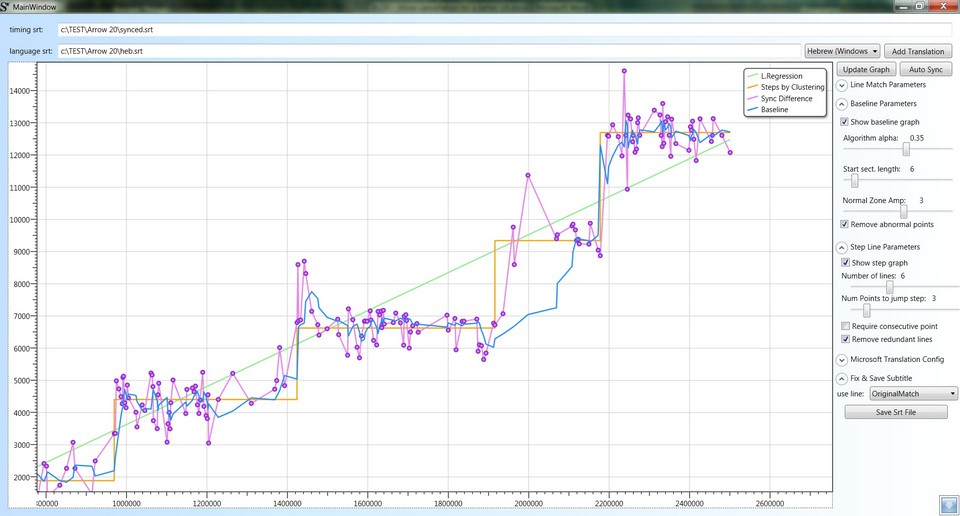 MainWindow
timing srt: c:\TEST\Arrow 20\synced.srt
language srt: c:\TEST\Arrow 20\heb.srt Hebrew (Windows Add Translation
Update Graph Auto Sync
Line Match Parameters
Baseline Parameters
Show baseline graph
Algorithm alpha: 0.35
Start sect. length: 6
Normal Zone Amp: 3
Remove abnormal points
Step Line Parameters
Show step graph
Number of lines: 6
Num Points to jump step: 3
Require consecutive point
Remove redundant lines
Microsoft Translation Config
Fix & Save Subtitle
use line: OriginalMatch
Save Srt File
L.Regression
Steps by Clustering
Sync Difference
Baseline
14000
13000
12000
11000
10000
9000
8000
7000
6000
5000
4000
3000
2000
800000 1000000 1200000 1400000 1600000 1800000 2000000 2200000 2400000 2600000